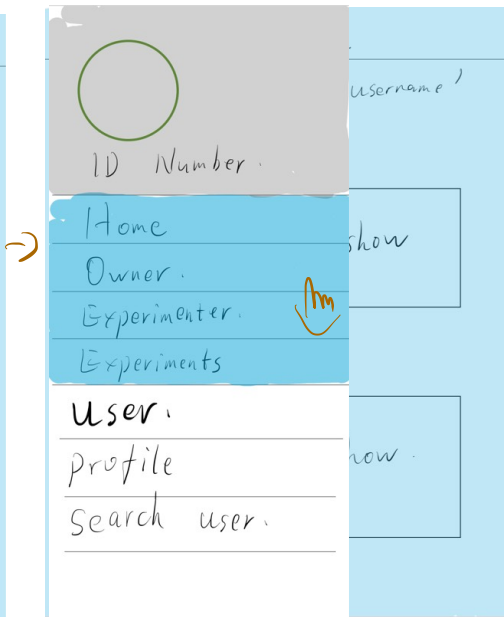 username'
ID Number.
Home
show
Owner.
Experimenter.
Experiments
User.
Profile
how.
Search user.